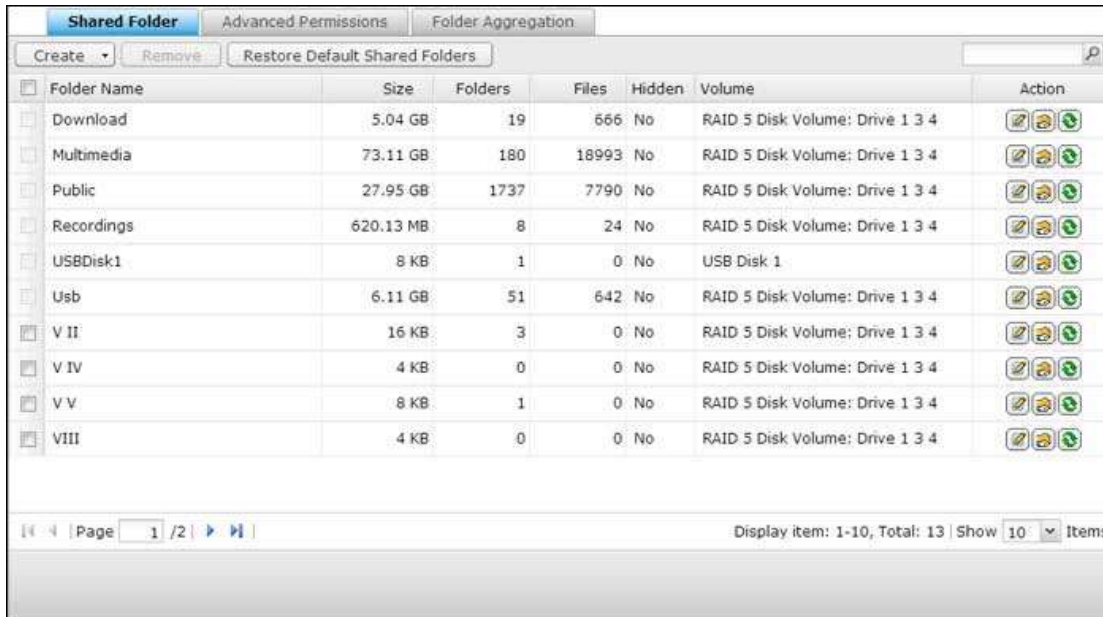 Shared Folder Advanced Permissions Folder Aggregation
Create Remove Restore Default Shared Folders
Folder Name Size Folders Files Hidden Volume Action
Download 5.04 GB 19 666 No RAID 5 Disk Volume: Drive 1 3 4
Multimedia 73.11 GB 180 18993 No RAID 5 Disk Volume: Drive 1 3 4
Public 27.95 GB 1737 7790 No RAID 5 Disk Volume: Drive 1 3 4
Recordings 620.13 MB 8 24 No RAID 5 Disk Volume: Drive 1 3 4
USBDisk1 8 KB 1 0 No USB Disk 1
Usb 6.11 GB 51 642 No RAID 5 Disk Volume: Drive 1 3 4
V II 16 KB 3 0 No RAID 5 Disk Volume: Drive 1 3 4
V IV 4 KB 0 0 No RAID 5 Disk Volume: Drive 1 3 4
V V 8 KB 1 0 No RAID 5 Disk Volume: Drive 1 3 4
VIII 4 KB 0 0 No RAID 5 Disk Volume: Drive 1 3 4
Page 1 /2 Display item: 1-10, Total: 13 Show 10 Items